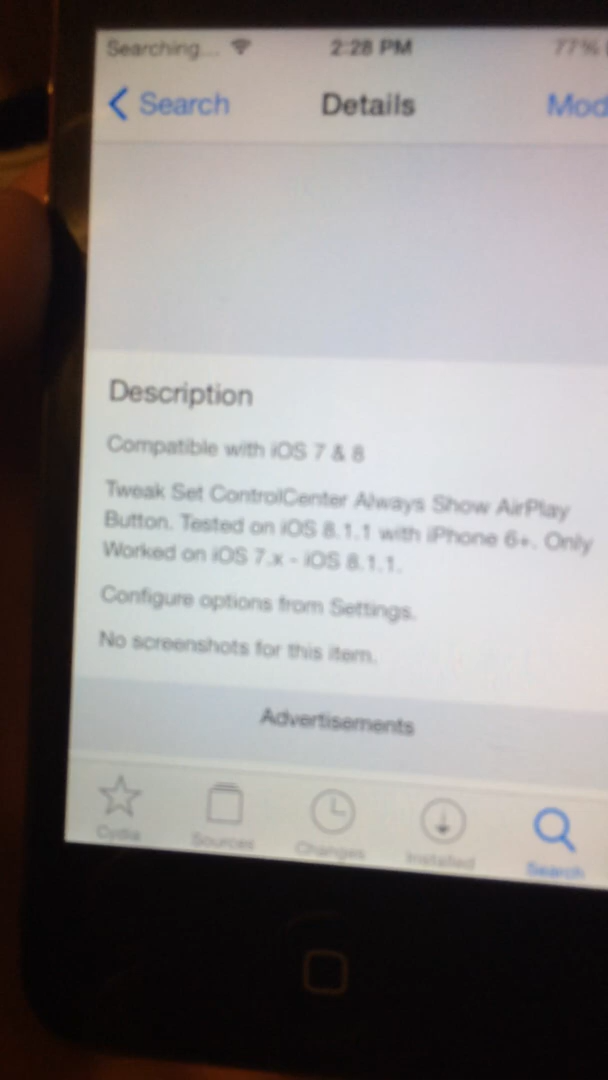 Searching... 2:28 PM 77%
Search Details Mod
Description
Compatible with iOS 7 & 8
Tweak Set ControlCenter Always Show AirPlay
Button. Tested on iOS 8.1.1 with iPhone 6+. Only
Worked on iOS 7.x - iOS 8.1.1.
Configure options from Settings.
No screenshots for this item.
Advertisements
Cydia Sources Changes Installed Search